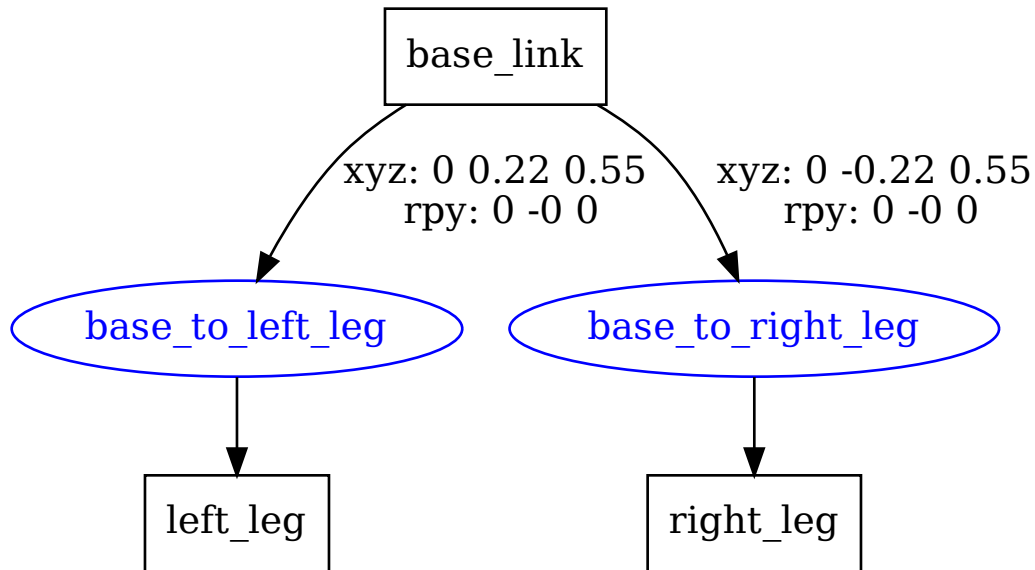 base_link
xyz: 0 0.22 0.55
rpy: 0 -0 0
xyz: 0 -0.22 0.55
rpy: 0 -0 0
base_to_left_leg
base_to_right_leg
left_leg
right_leg